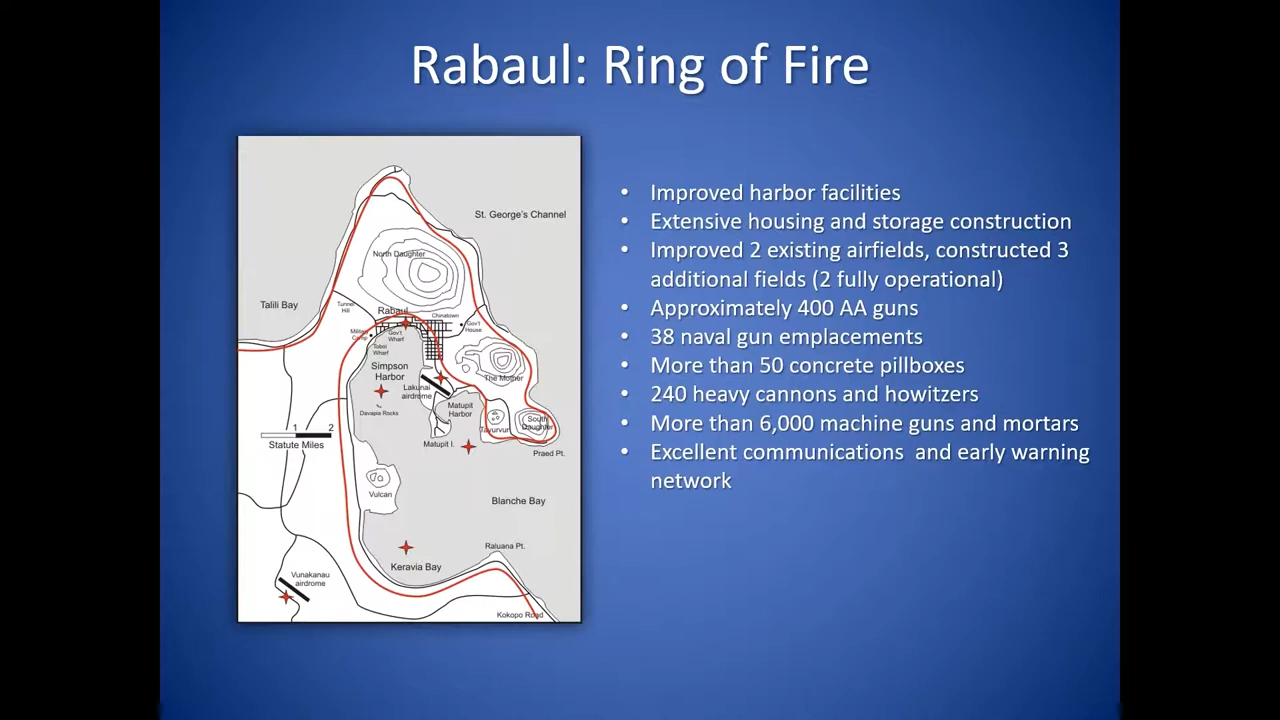 Rabaul: Ring of Fire
St. George's Channel
North Daughter
Talili Bay
Tunnel
Hill
Rabaul
Chinatown
Gov't
House
Military
Camp
Gov't
Wharf
Toboi
Wharf
Simpson
Harbor
The Mother
Lakunai
airdrome
Davapia Rocks
Matupit
Harbor
South
Daughter
Tavurvur
1 2
Statute Miles
Matupit I.
Praed Pt.
Vulcan
Blanche Bay
Raluana Pt.
Keravia Bay
Vunakanau
airdrome
Kokopo Road
• Improved harbor facilities
• Extensive housing and storage construction
• Improved 2 existing airfields, constructed 3
additional fields (2 fully operational)
• Approximately 400 AA guns
• 38 naval gun emplacements
• More than 50 concrete pillboxes
• 240 heavy cannons and howitzers
• More than 6,000 machine guns and mortars
• Excellent communications  and early warning
network